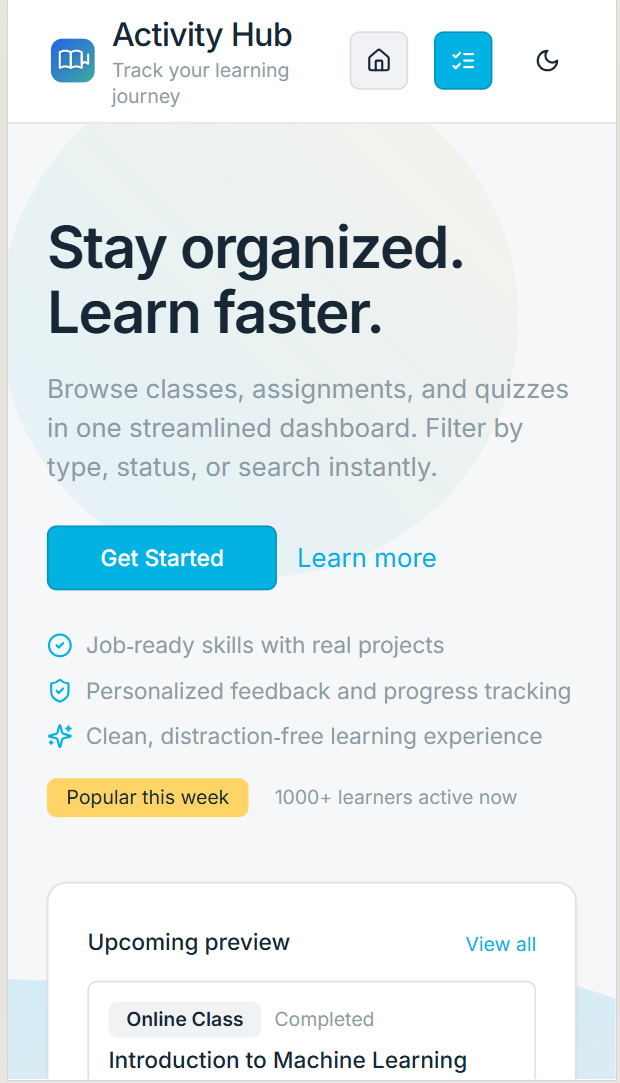 Activity Hub
Track your learning
journey
Stay organized.
Learn faster.
Browse classes, assignments, and quizzes
in one streamlined dashboard. Filter by
type, status, or search instantly.
Get Started
Learn more
Job-ready skills with real projects
Personalized feedback and progress tracking
Clean, distraction-free learning experience
Popular this week
1000+ learners active now
Upcoming preview
View all
Online Class
Completed
Introduction to Machine Learning